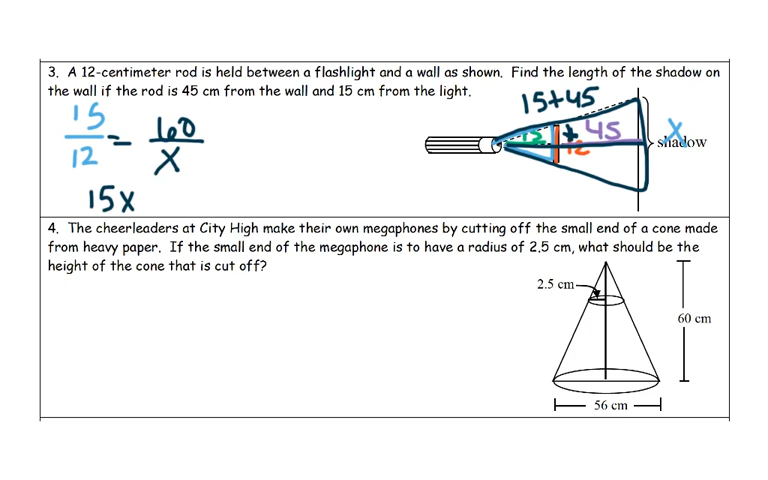 3. A 12-centimeter rod is held between a flashlight and a wall as shown. Find the length of the shadow on
the wall if the rod is 45 cm from the wall and 15 cm from the light.
15+45
15
12
=
60
x
15 + 45
12
x
shadow
15x
4. The cheerleaders at City High make their own megaphones by cutting off the small end of a cone made
from heavy paper. If the small end of the megaphone is to have a radius of 2.5 cm, what should be the
height of the cone that is cut off?
2.5 cm
60 cm
56 cm